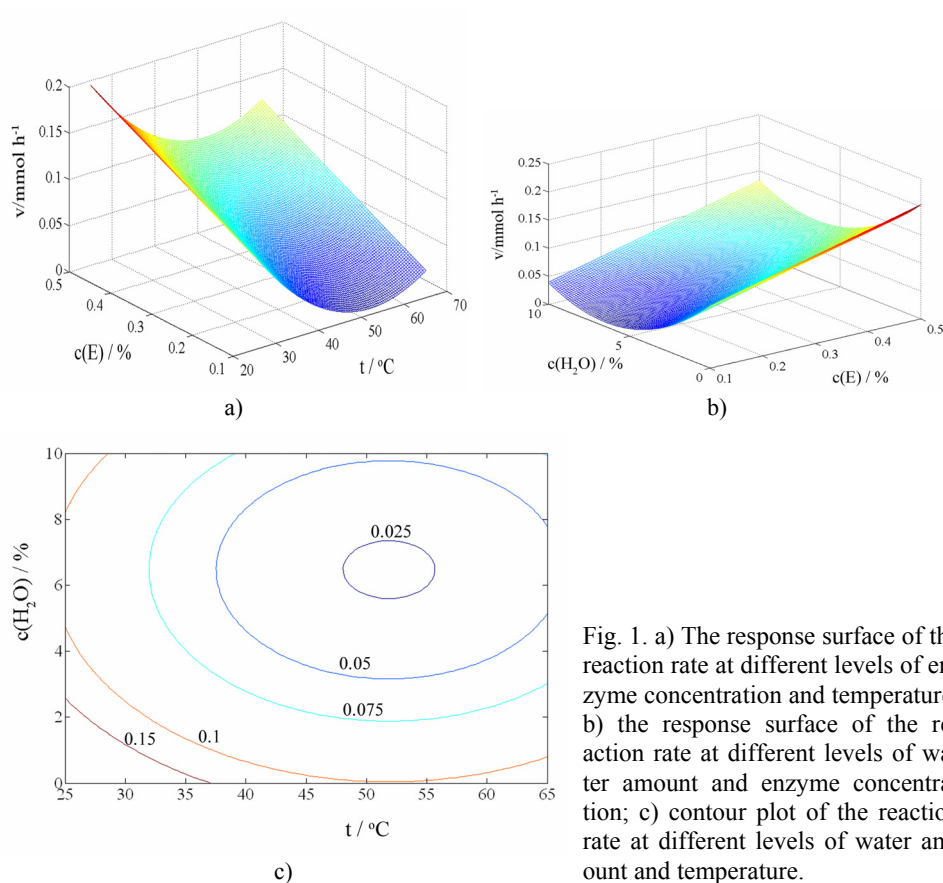 0.2
0.15
0.1
0.05
0
v/mmol h⁻¹
0.5
0.4
0.3
0.2
0.1
c(E) / %
20
30
40
50
60
70
t / ºC
a)
0.25
0.2
0.15
0.1
0.05
0
v/mmol h⁻¹
10
5
0
c(H₂O) / %
0.1
0.2
0.3
0.4
0.5
c(E) / %
b)
10
8
6
4
2
0
c(H₂O) / %
0.025
0.05
0.075
0.1
0.15
25 30 35 40 45 50 55 60 65
t / ºC
c)
Fig. 1. a) The response surface of th
reaction rate at different levels of en
zyme concentration and temperature
b) the response surface of the re
action rate at different levels of wa
ter amount and enzyme concentra
tion; c) contour plot of the reaction
rate at different levels of water am
ount and temperature.